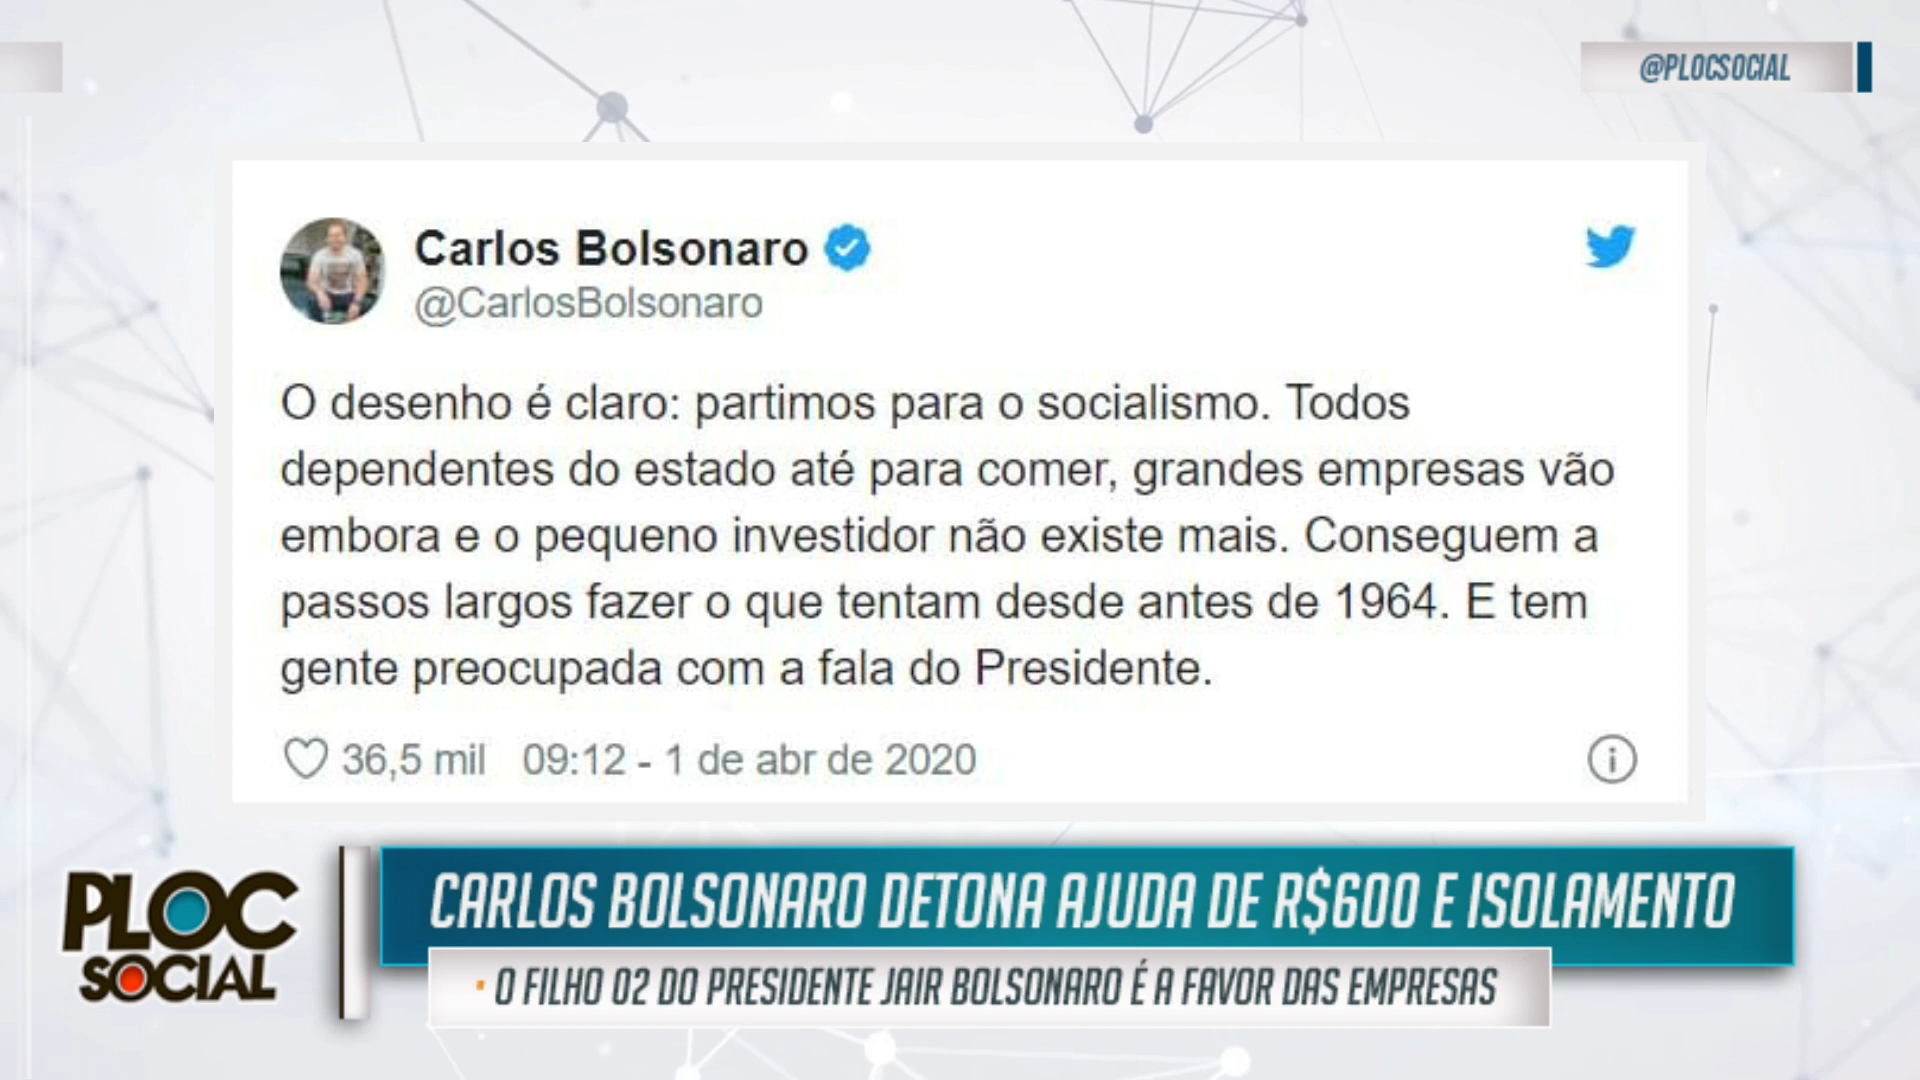 @PLOCSOCIAL
Carlos Bolsonaro
@CarlosBolsonaro
O desenho é claro: partimos para o socialismo. Todos
dependentes do estado até para comer, grandes empresas vão
embora e o pequeno investidor não existe mais. Conseguem a
passos largos fazer o que tentam desde antes de 1964. E tem
gente preocupada com a fala do Presidente.
36,5 mil 09:12 - 1 de abr de 2020
PLOC
SOCIAL
CARLOS BOLSONARO DETONA AJUDA DE R$600 E ISOLAMENTO
· O FILHO 02 DO PRESIDENTE JAIR BOLSONARO É A FAVOR DAS EMPRESAS